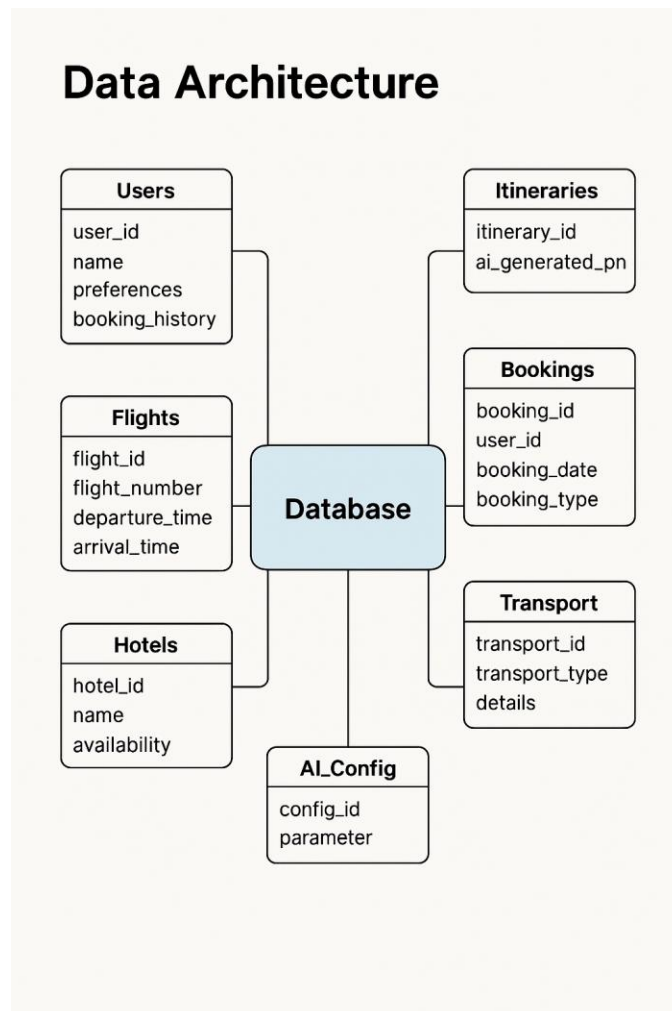 Data Architecture
Users
user_id
name
preferences
booking_history
Flights
flight_id
flight_number
departure_time
arrival_time
Hotels
hotel_id
name
availability
Database
AI_Config
config_id
parameter
Itineraries
itinerary_id
ai_generated_pn
Bookings
booking_id
user_id
booking_date
booking_type
Transport
transport_id
transport_type
details